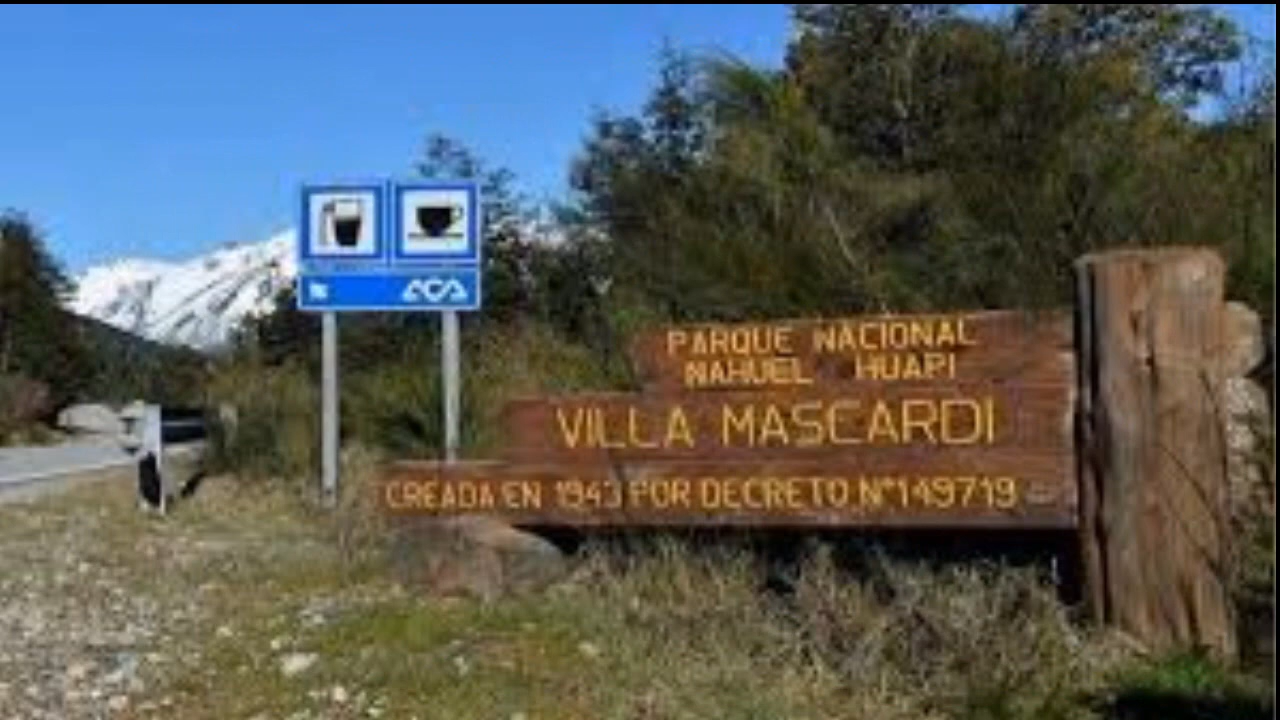 ACA
PARQUE NACIONAL
NAHUEL HUAPI
VILLA MASCARDI
CREADA EN 1943 POR DECRETO N°149719